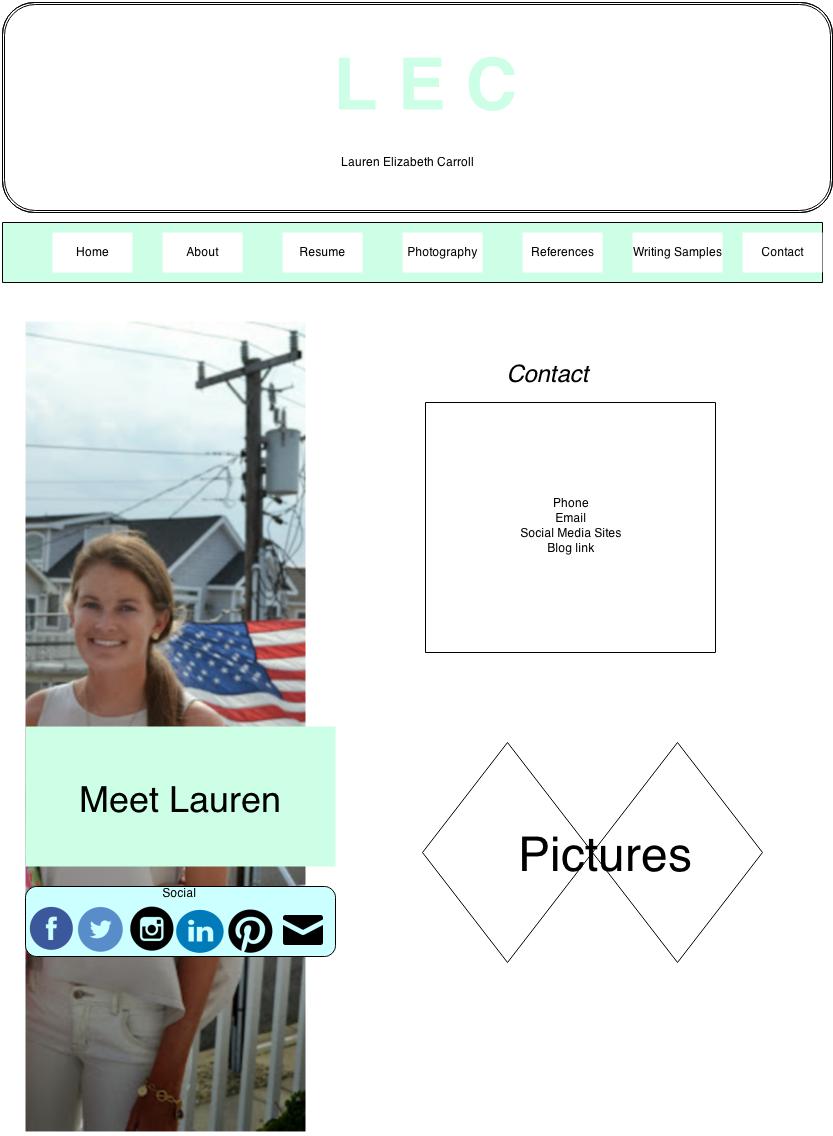 L E C
Lauren Elizabeth Carroll
Home
About
Resume
Photography
References
Writing Samples
Contact
Contact
Phone
Email
Social Media Sites
Blog link
Meet Lauren
Social
f
in
Pictures